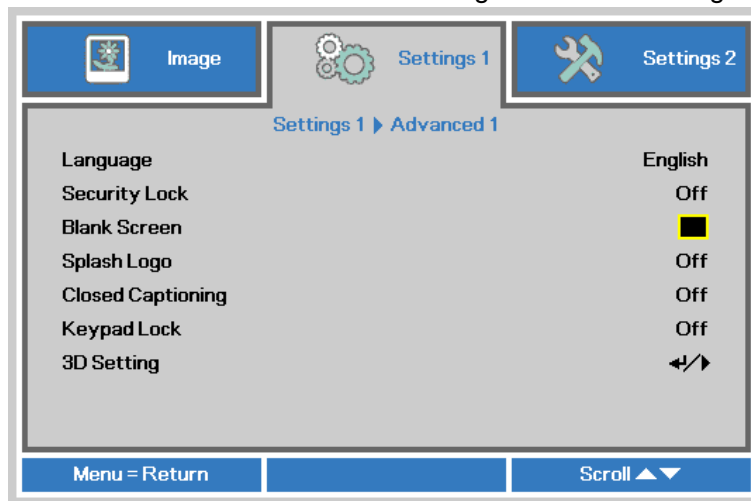 Image Settings 1 Settings 2
Settings 1 ▶ Advanced 1
Language English
Security Lock Off
Blank Screen
Splash Logo Off
Closed Captioning Off
Keypad Lock Off
3D Setting ↵/▶
Menu = Return Scroll ▲▼